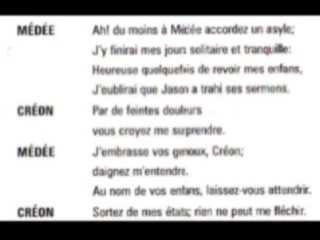 MÉDÉE Ah! du moins à Médée accordez un asyle;
J'y finirai mes jours solitaire et tranquille:
Heureuse quelquefois de revoir mes enfans,
J'oublirai que Jason a trahi ses sermens.
CRÉON Par de feintes douleurs
vous croyez me suprendre.
MÉDÉE J'embrasse vos genoux, Créon;
daignez m'entendre.
Au nom de vos enfans, laissez-vous attendrir.
CRÉON Sortez de mes états; rien ne peut me fléchir.